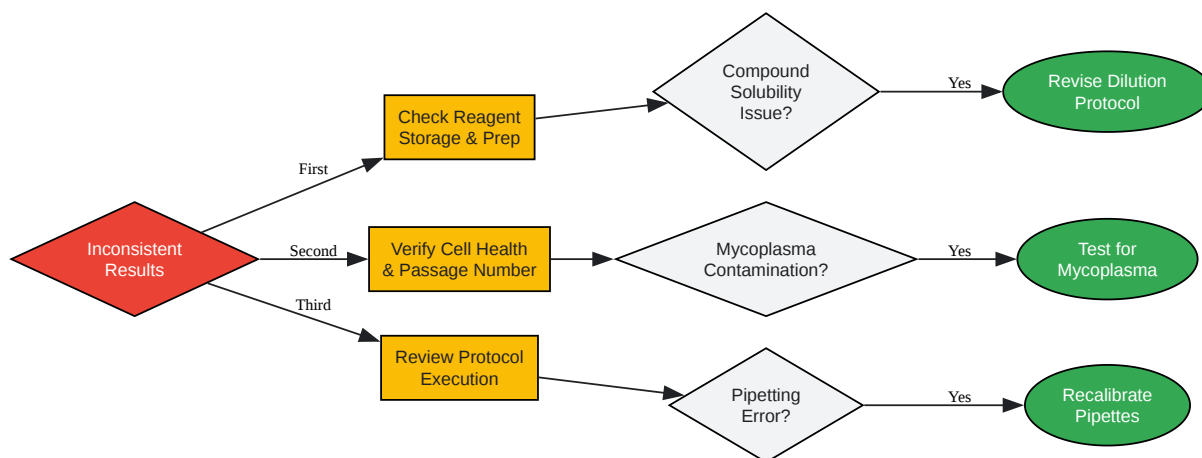 Inconsistent
Results
First
Check Reagent
Storage & Prep
Compound
Solubility
Issue?
Yes
Revise Dilution
Protocol
Second
Verify Cell Health
& Passage Number
Mycoplasma
Contamination?
Yes
Test for
Mycoplasma
Third
Review Protocol
Execution
Pipetting
Error?
Yes
Recalibrate
Pipettes